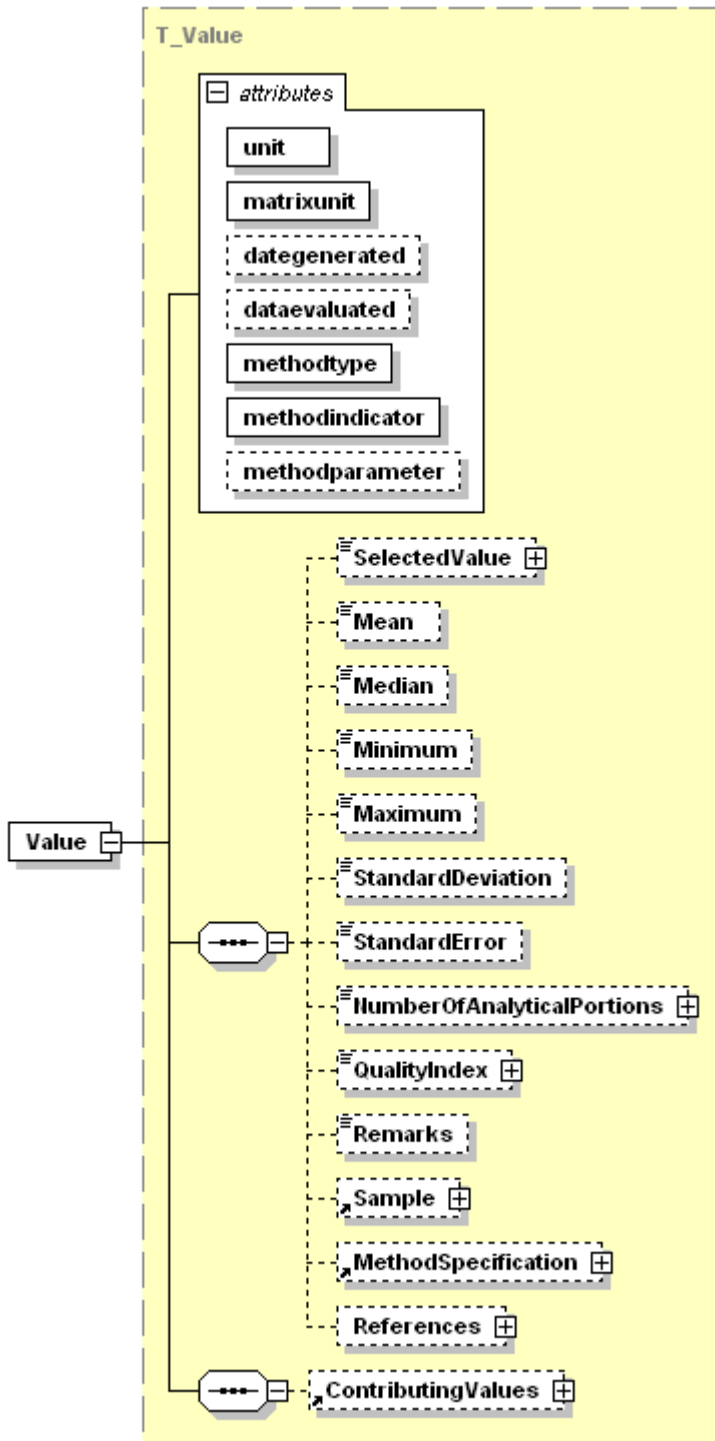 T_Value
attributes
unit
matrixunit
dategenerated
dataevaluated
methodtype
methodindicator
methodparameter
SelectedValue
Mean
Median
Minimum
Maximum
Value
StandardDeviation
StandardError
NumberOfAnalyticalPortions
QualityIndex
Remarks
Sample
MethodSpecification
References
ContributingValues